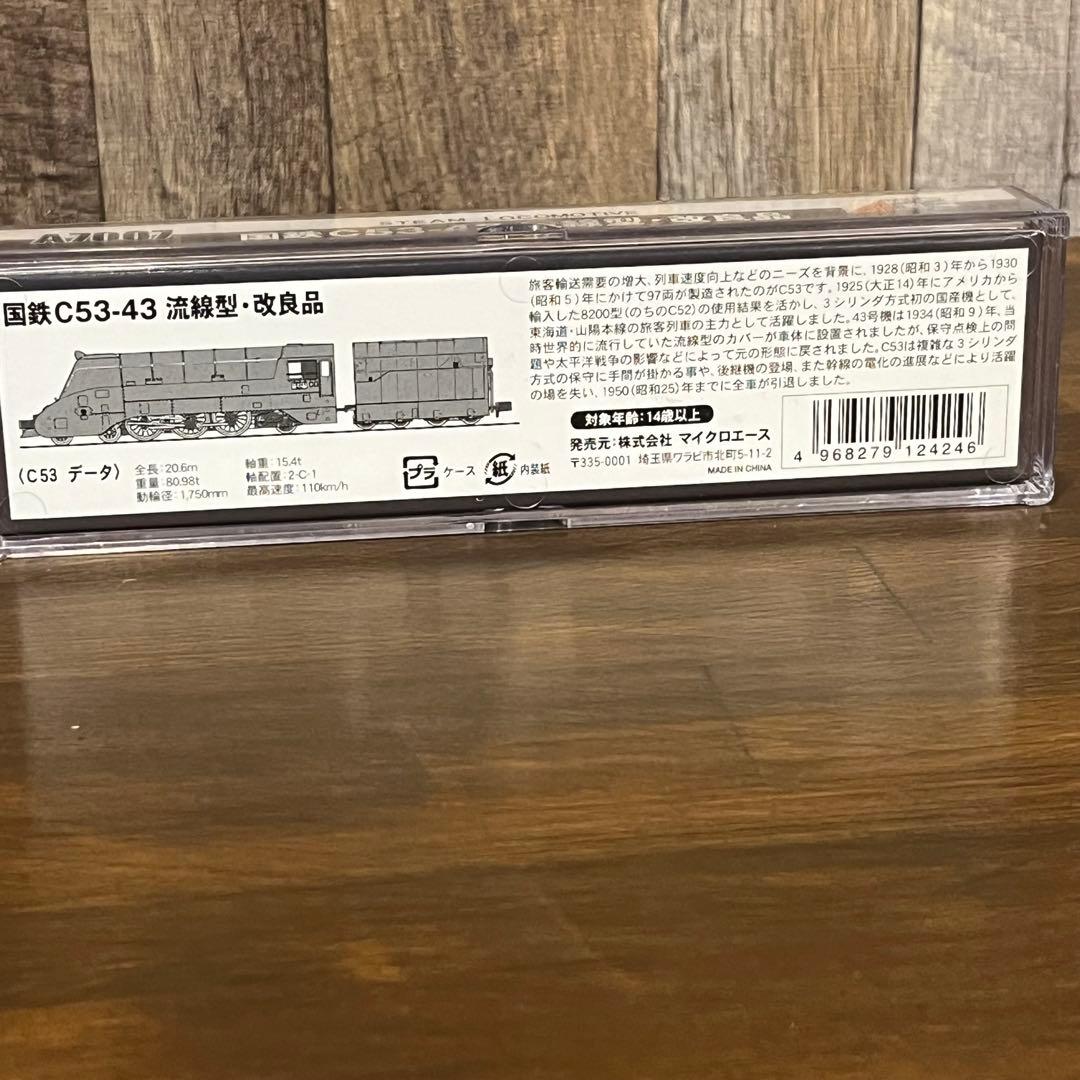 A7007
STEAM LOCOMOTIVE
国鉄C53-43 流線型・改良品
国鉄C53-43 流線型・改良品
旅客輸送需要の増大、列車速度向上などのニーズを背景に、1928(昭和3)年から1930
(昭和5)年にかけて97両が製造されたのがC53です。1925(大正14)年にアメリカから
輸入した8200型(のちのC52)の使用結果を活かし、3シリンダ方式初の国産機として、
東海道・山陽本線の旅客列車の主力として活躍しました。43号機は1934(昭和9)年、当
時世界的に流行していた流線型のカバーが車体に設置されましたが、保守点検上の問
題や太平洋戦争の影響などによって元の形態に戻されました。C53は複雑な3シリンダ
方式の保守に手間が掛かる事や、後継機の登場、また幹線の電化の進展などにより活躍
の場を失い、1950(昭和25)年までに全車が引退しました。
(C53 データ)
全長:20.6m
重量:80.98t
動輪径:1,750mm
軸重:15.4t
軸配置:2-C-1
最高速度:110km/h
プラ ケース
紙 内装紙
対象年齢:14歳以上
発売元:株式会社 マイクロエース
〒335-0001 埼玉県ワラビ市北町5-11-2
MADE IN CHINA
4 968279 124246